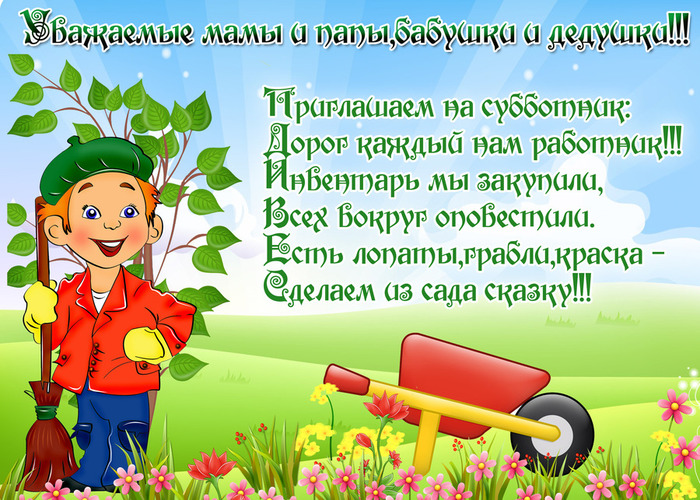 Уважаемые мамы и папы,бабушки и дедушки!!!
Приглашаем на субботник:
Дорог каждый нам работник!!!
Инвентарь мы закупили,
Всех вокруг оповестили.
Есть лопаты,грабли,краска –
Сделаем из сада сказку!!!